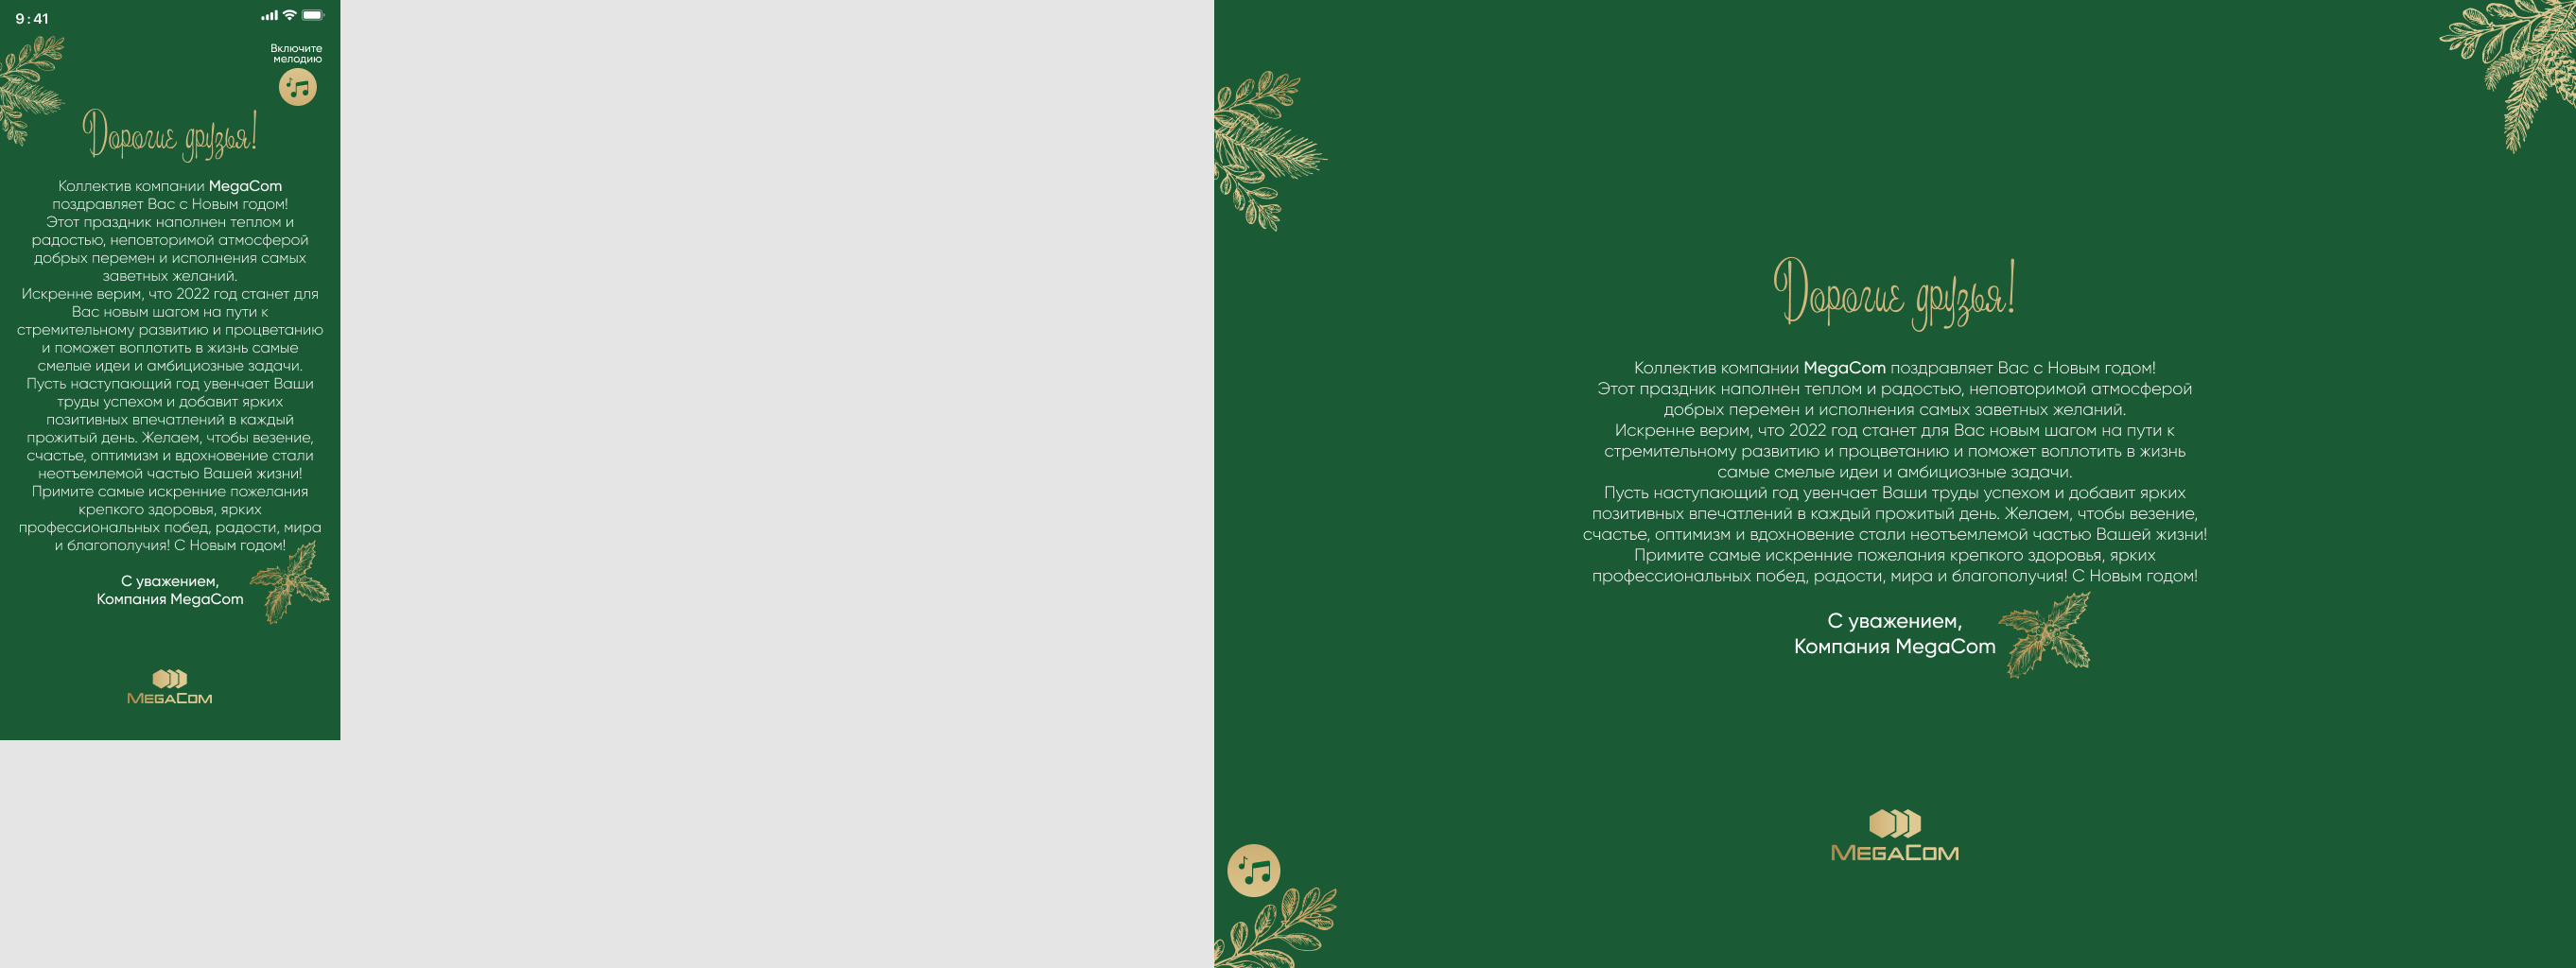 9:41
Включите
мелодию
Дорогие друзья!
Коллектив компании MegaCom
поздравляет Вас с Новым годом!
Этот праздник наполнен теплом и
радостью, неповторимой атмосферой
добрых перемен и исполнения самых
заветных желаний.
Искренне верим, что 2022 год станет для
Вас новым шагом на пути к
стремительному развитию и процветанию
и поможет воплотить в жизнь самые
смелые идеи и амбициозные задачи.
Пусть наступающий год увенчает Ваши
труды успехом и добавит ярких
позитивных впечатлений в каждый
прожитый день. Желаем, чтобы везение,
счастье, оптимизм и вдохновение стали
неотъемлемой частью Вашей жизни!
Примите самые искренние пожелания
крепкого здоровья, ярких
профессиональных побед, радости, мира
и благополучия! С Новым годом!
С уважением,
Компания MegaCom
MEGACOM
Дорогие друзья!
Коллектив компании MegaCom поздравляет Вас с Новым годом!
Этот праздник наполнен теплом и радостью, неповторимой атмосферой
добрых перемен и исполнения самых заветных желаний.
Искренне верим, что 2022 год станет для Вас новым шагом на пути к
стремительному развитию и процветанию и поможет воплотить в жизнь
самые смелые идеи и амбициозные задачи.
Пусть наступающий год увенчает Ваши труды успехом и добавит ярких
позитивных впечатлений в каждый прожитый день. Желаем, чтобы везение,
счастье, оптимизм и вдохновение стали неотъемлемой частью Вашей жизни!
Примите самые искренние пожелания крепкого здоровья, ярких
профессиональных побед, радости, мира и благополучия! С Новым годом!
С уважением,
Компания MegaCom
MEGACOM